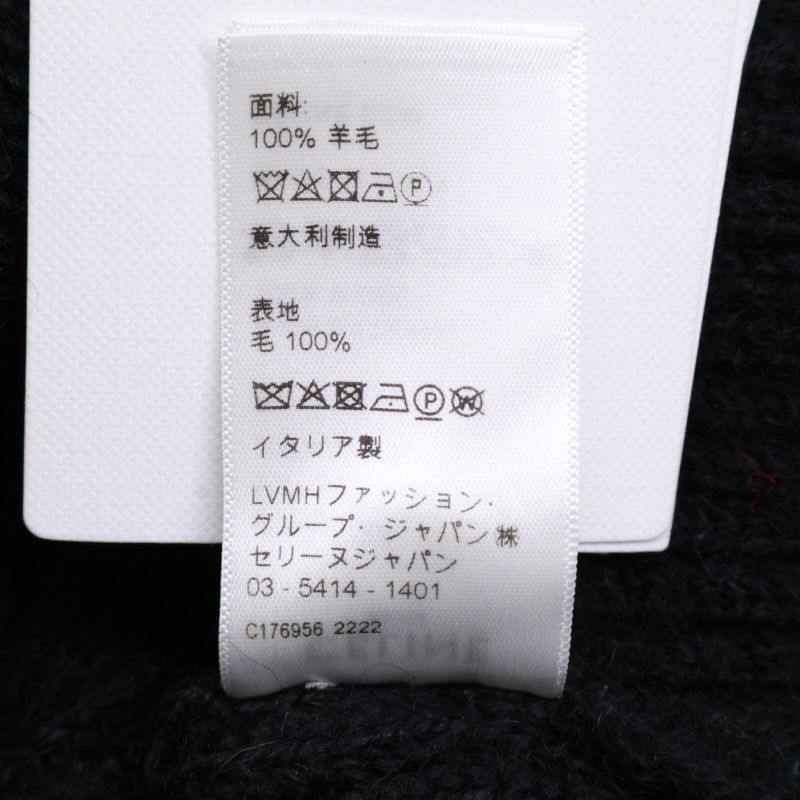 面料:
100% 羊毛
P
意大利制造
表地
毛 100%
P W
イタリア製
LVMHファッション・
グループ・ジャパン㈱
セリーヌジャパン
03 - 5414 - 1401
C176956 2222